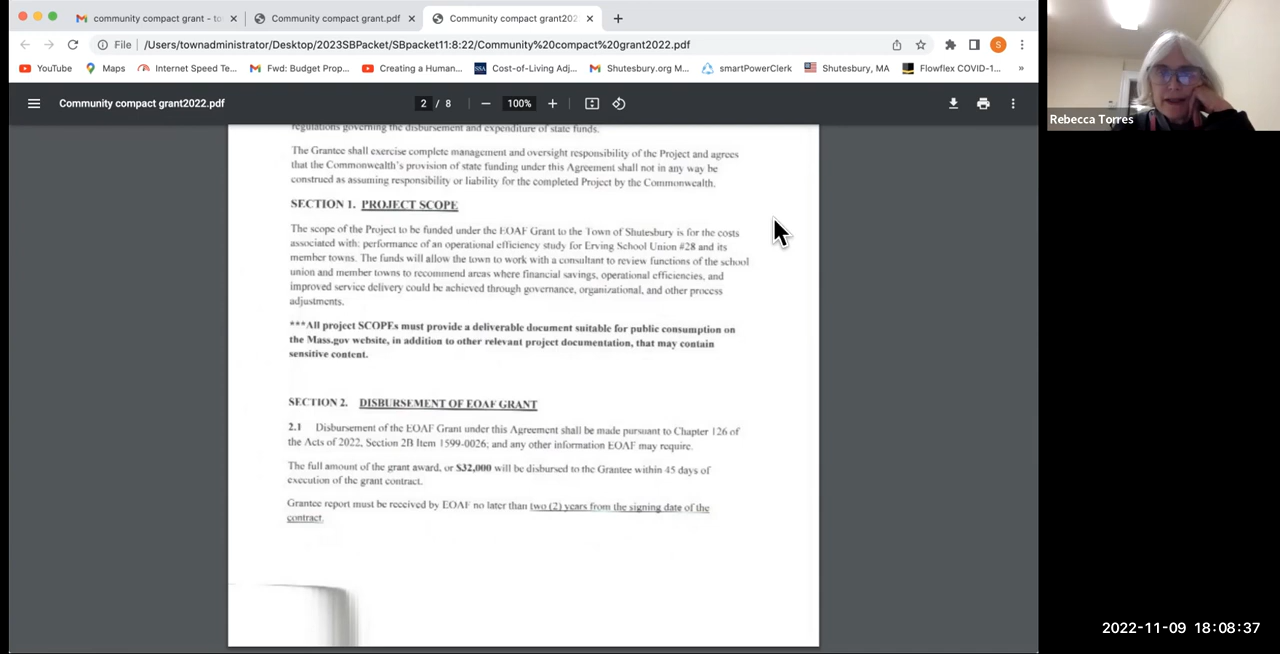 community compact grant - to
Community compact grant.pdf
Community compact grant202
File
/Users/townadministrator/Desktop/2023SBPacket/SBpacket11:8:22/Community%20compact%20grant2022.pdf
S
YouTube
Maps
Internet Speed Te...
Fwd: Budget Prop...
Creating a Human...
SSA
Cost-of-Living Adj...
Shutesbury.org M...
smartPowerClerk
Shutesbury, MA
Flowflex COVID-1...
»
Community compact grant2022.pdf
2 / 8
100%
regulations governing the disbursement and expenditure of state funds.
The Grantee shall exercise complete management and oversight responsibility of the Project and agrees
that the Commonwealth's provision of state funding under this Agreement shall not in any way be
construed as assuming responsibility or liability for the completed Project by the Commonwealth.
SECTION 1. PROJECT SCOPE
The scope of the Project to be funded under the EOAF Grant to the Town of Shutesbury is for the costs
associated with: performance of an operational efficiency study for Erving School Union #28 and its
member towns. The funds will allow the town to work with a consultant to review functions of the school
union and member towns to recommend areas where financial savings, operational efficiencies, and
improved service delivery could be achieved through governance, organizational, and other process
adjustments.
***All project SCOPEs must provide a deliverable document suitable for public consumption on
the Mass.gov website, in addition to other relevant project documentation, that may contain
sensitive content.
SECTION 2. DISBURSEMENT OF EOAF GRANT
2.1 Disbursement of the EOAF Grant under this Agreement shall be made pursuant to Chapter 126 of
the Acts of 2022, Section 2B Item 1599-0026; and any other information EOAF may require.
The full amount of the grant award, or $32,000 will be disbursed to the Grantee within 45 days of
execution of the grant contract.
Grantee report must be received by EOAF no later than two (2) years from the signing date of the
contract.
Rebecca Torres
2022-11-09 18:08:37